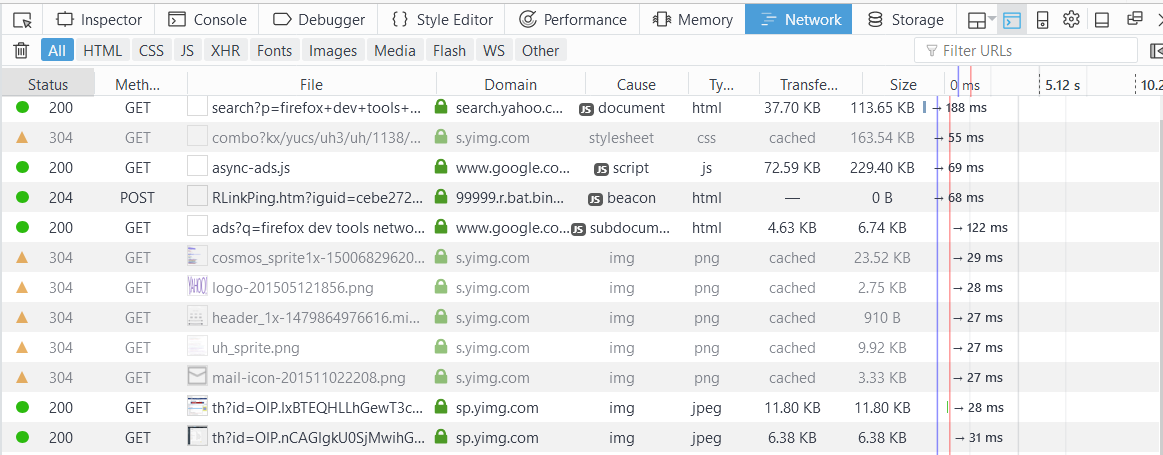 Inspector Console Debugger Style Editor Performance Memory Network Storage
All HTML CSS JS XHR Fonts Images Media Flash WS Other Filter URLs
Status Meth... File Domain Cause Ty... Transfe... Size 0 ms 5.12 s 10.2
200 GET search?p=firefox+dev+tools+... search.yahoo.c... JS document html 37.70 KB 113.65 KB → 188 ms
304 GET combo?kx/yucs/uh3/uh/1138/... s.yimg.com stylesheet css cached 163.54 KB → 55 ms
200 GET async-ads.js www.google.co... JS script js 72.59 KB 229.40 KB → 69 ms
204 POST RLinkPing.htm?iguid=cebe272... 99999.r.bat.bin... JS beacon html — 0 B → 68 ms
200 GET ads?q=firefox dev tools netwo... www.google.co... JS subdocum... html 4.63 KB 6.74 KB → 122 ms
304 GET cosmos_sprite1x-15006829620... s.yimg.com img png cached 23.52 KB → 29 ms
304 GET YAHOO! logo-201505121856.png s.yimg.com img png cached 2.75 KB → 28 ms
304 GET header_1x-1479864976616.mi... s.yimg.com img png cached 910 B → 27 ms
304 GET uh_sprite.png s.yimg.com img png cached 9.92 KB → 27 ms
304 GET mail-icon-201511022208.png s.yimg.com img png cached 3.33 KB → 27 ms
200 GET th?id=OIP.IxBTEQHLLhGewT3c... sp.yimg.com img jpeg 11.80 KB 11.80 KB → 28 ms
200 GET th?id=OIP.nCAGIgkU0SjMwihG... sp.yimg.com img jpeg 6.38 KB 6.38 KB → 31 ms